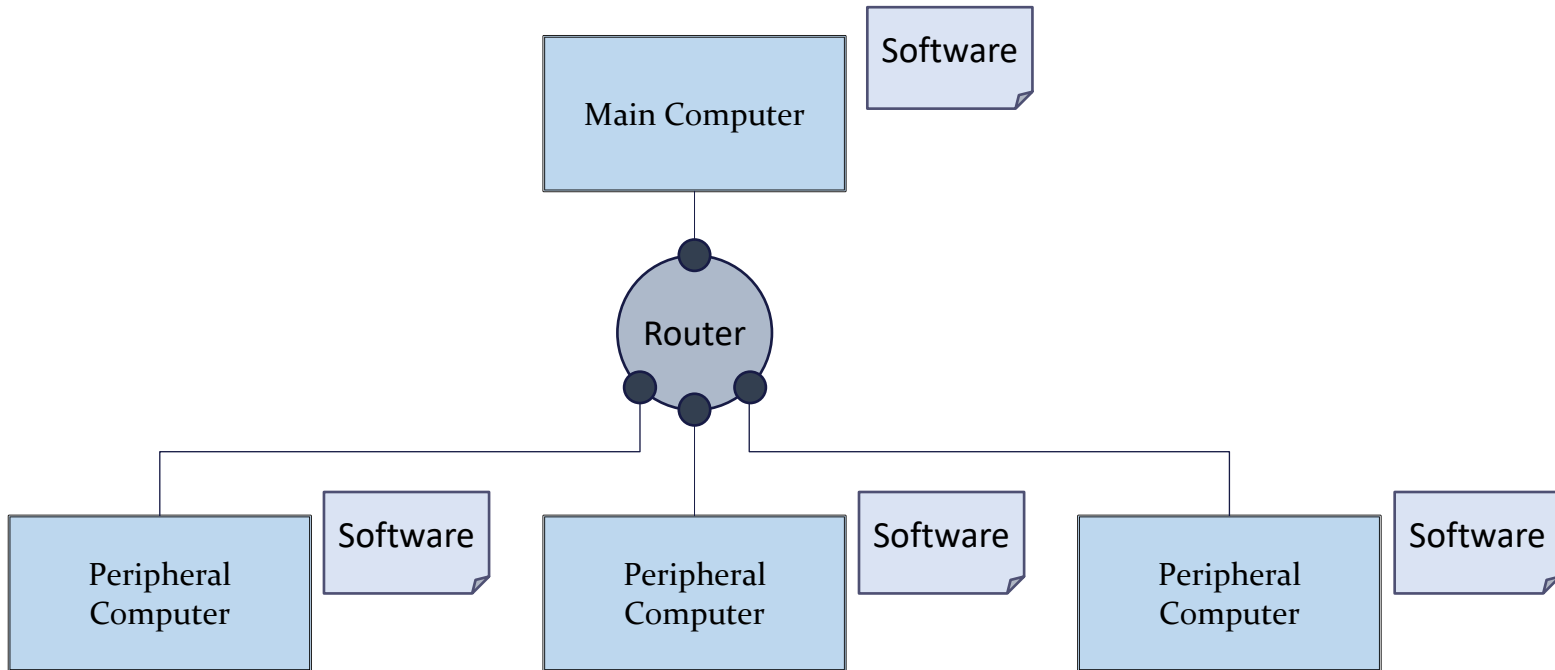 Software
Main Computer
Router
Software
Software
Software
Peripheral
Computer
Peripheral
Computer
Peripheral
Computer